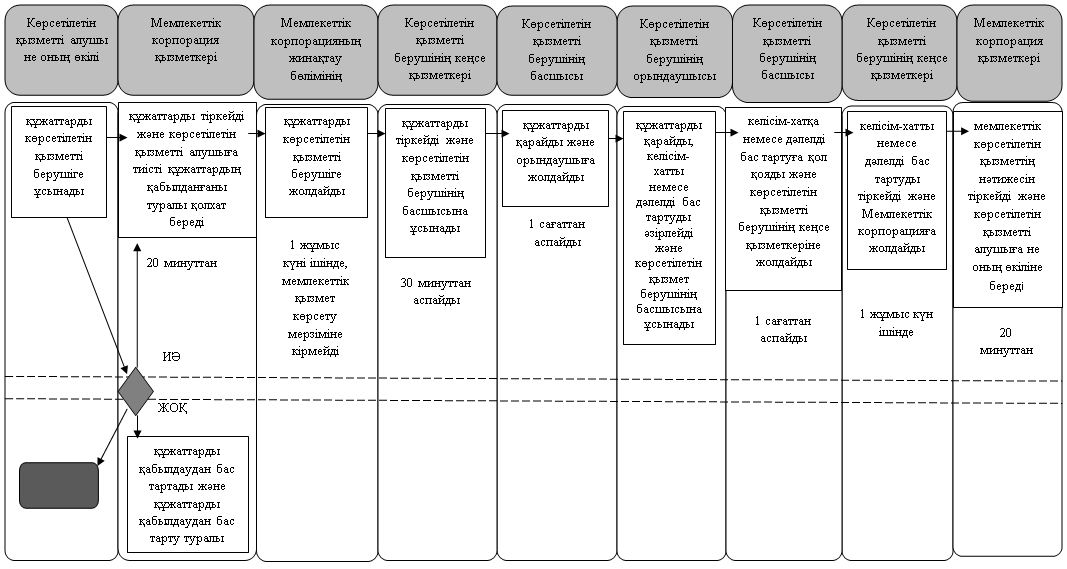 Көрсетілетін
қызметті алушы
не оның өкілі
Мемлекеттік
корпорация
қызметкері
Мемлекеттік
корпорацияның
жинақтау
бөлімінің
Көрсетілетін
қызметті
берушінің кеңсе
қызметкері
Көрсетілетін
қызметті
берушінің
басшысы
Көрсетілетін
қызметті
берушінің
орындаушысы
Көрсетілетін
қызметті
берушінің
басшысы
Көрсетілетін
қызметті
берушінің кеңсе
қызметкері
Мемлекеттік
корпорация
қызметкері
құжаттарды
көрсетілетін
қызметті
берушіге
ұсынады
құжаттарды тіркейді
және көрсетілетін
қызметті алушыға
тиісті құжаттардың
қабылданғаны
туралы қолхат
береді
20 минуттан
ИӘ
ЖОҚ
құжаттарды
қабылдаудан бас
тартады және
құжаттарды
қабылдаудан бас
тарту туралы
құжаттарды
көрсетілетін
қызметті
берушіге
жолдайды
1 жұмыс
күні ішінде,
мемлекеттік
қызмет
көрсету
мерзіміне
кірмейді
құжаттарды
тіркейді және
көрсетілетін
қызметті
берушінің
басшысына
ұсынады
30 минуттан
аспайды
құжаттарды
қарайды және
орындаушыға
жолдайды
1 сағаттан
аспайды
құжаттарды
қарайды,
келісім-
хатты
немесе
дәлелді бас
тартуды
әзірлейді
және
көрсетілетін
қызмет
берушінің
басшысына
ұсынады
келісім-хатқа
немесе дәлелді
бас тартуға қол
қояды және
көрсетілетін
қызметті
берушінің кеңсе
қызметкеріне
жолдайды
1 сағаттан
аспайды
келісім-хатты
немесе
дәлелді бас
тартуды
тіркейді және
Мемлекеттік
корпорацияға
жолдайды
1 жұмыс күн
ішінде
мемлекеттік
көрсетілетін
қызметтің
нәтижесін
тіркейді және
көрсетілетін
қызметті
алушыға не
оның өкіліне
береді
20
минуттан